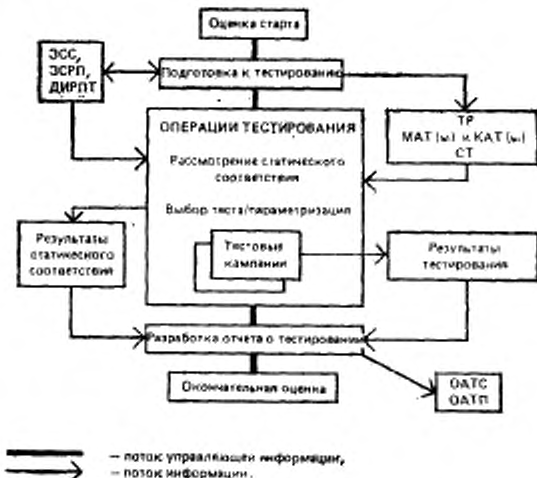 Оценка старта
ЗСС,
ЗСРП,
ДИРПТ
Подготовка к тестированию
ОПЕРАЦИИ ТЕСТИРОВАНИЯ
ТР
МАТ (ы) и КАТ (ы)
СТ
Рассмотрение статического
соответствия
Выбор теста/параметризация
Результаты
статического
соответствия
Тестовые
кампании
Результаты
тестирования
Разработка отчета о тестировании
Окончательная оценка
ОАТС
ОАТП
— поток управляющей информации,
— поток информации.